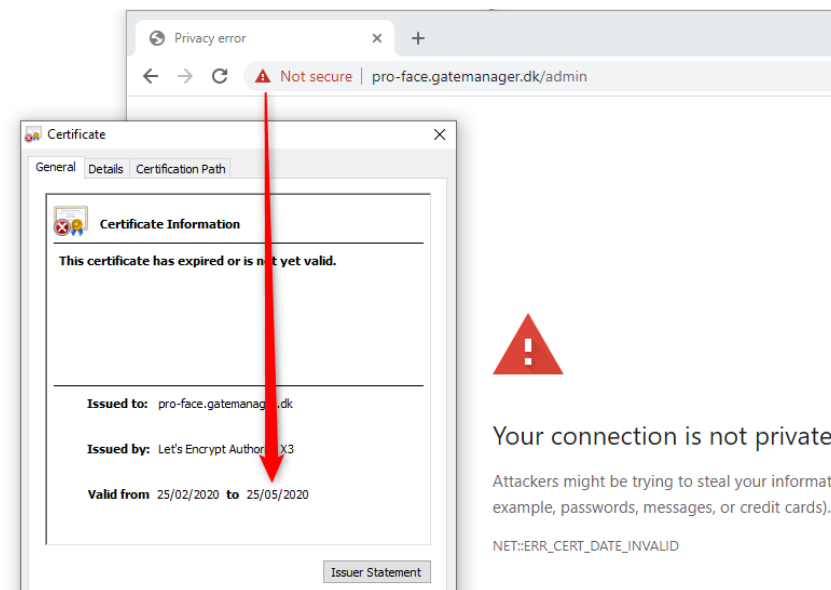 Privacy error
Not secure | pro-face.gatemanager.dk/admin
Certificate
General Details Certification Path
Certificate Information
This certificate has expired or is not yet valid.
Issued to: pro-face.gatemanager.dk
Issued by: Let's Encrypt Authority X3
Valid from 25/02/2020 to 25/05/2020
Issuer Statement
Your connection is not private
Attackers might be trying to steal your informat
example, passwords, messages, or credit cards).
NET::ERR_CERT_DATE_INVALID